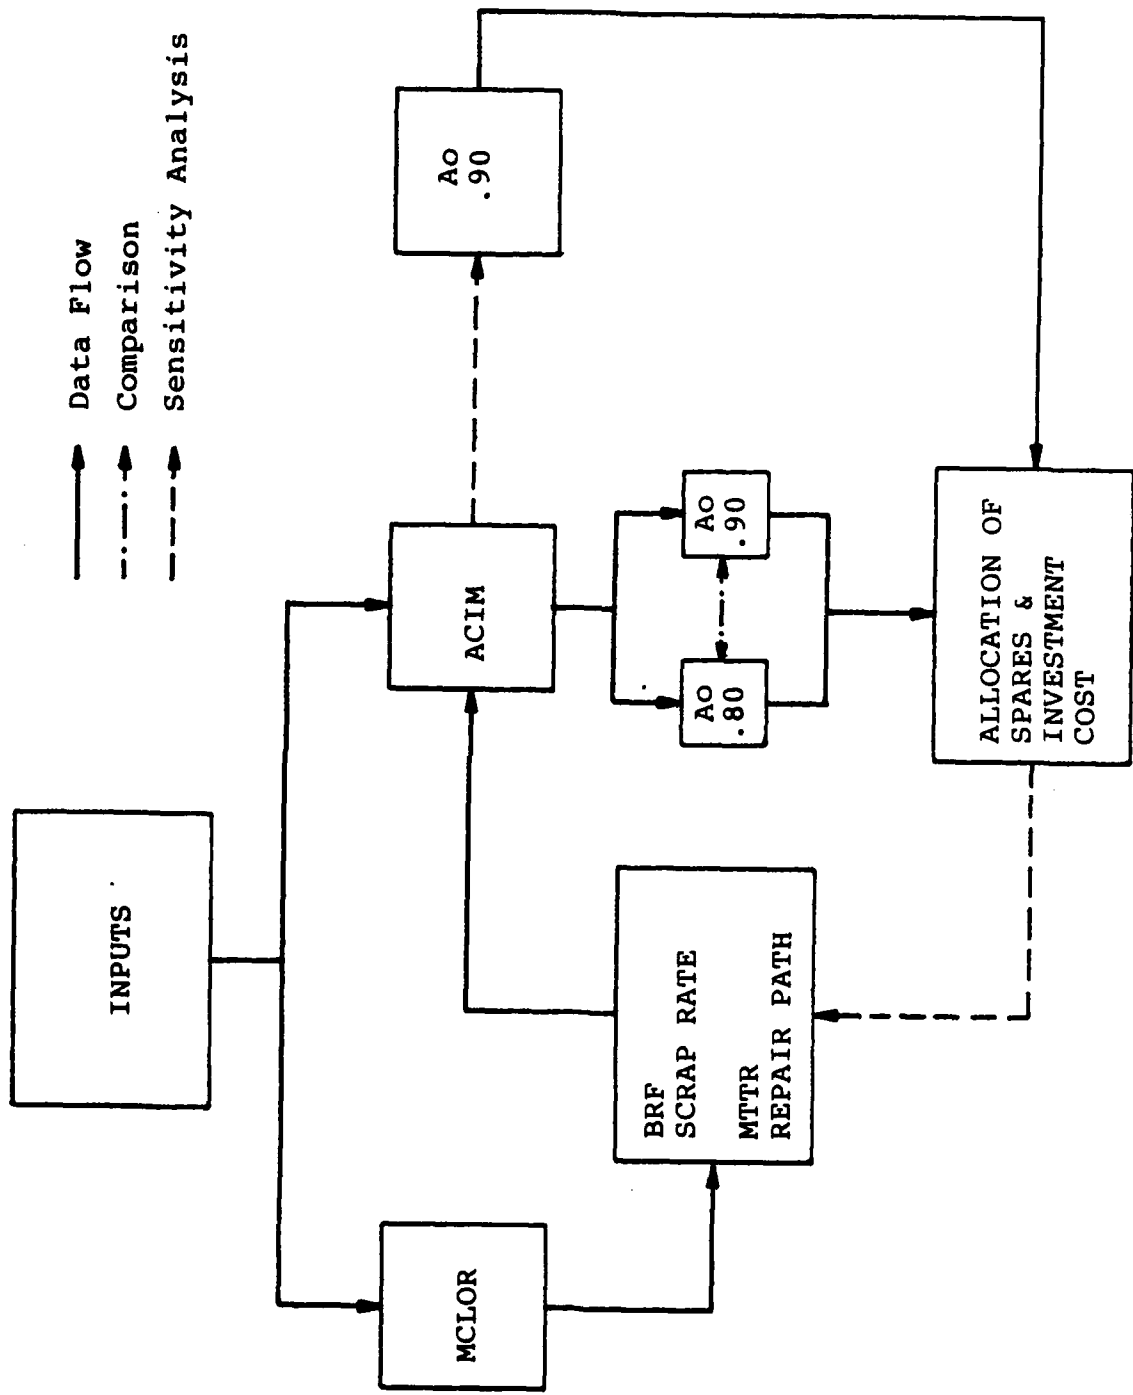 Data Flow
Comparison
Sensitivity Analysis
INPUTS
MCLOR
BRF
SCRAP RATE
MTTR
REPAIR PATH
ACIM
Ao
.80
Ao
.90
Ao
.90
ALLOCATION OF
SPARES &
INVESTMENT
COST